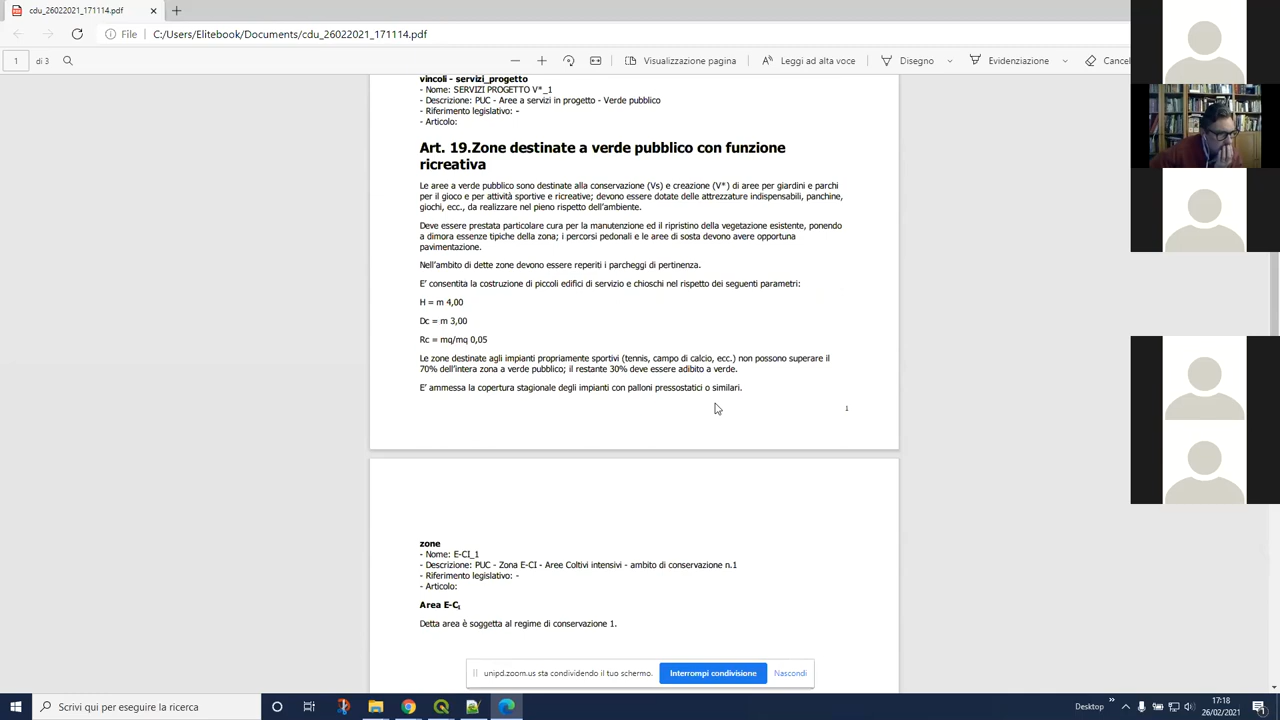 cdu_26022021_171114.pdf
File C:/Users/Elitebook/Documents/cdu_26022021_171114.pdf
1 di 3 Visualizzazione pagina Leggi ad alta voce Disegno Evidenziazione Cancel
vincoli - servizi_progetto
- Nome: SERVIZI PROGETTO V*_1
- Descrizione: PUC - Aree a servizi in progetto - Verde pubblico
- Riferimento legislativo: -
- Articolo:
Art. 19.Zone destinate a verde pubblico con funzione
ricreativa
Le aree a verde pubblico sono destinate alla conservazione (Vs) e creazione (V*) di aree per giardini e parchi
per il gioco e per attività sportive e ricreative; devono essere dotate delle attrezzature indispensabili, panchine,
giochi, ecc., da realizzare nel pieno rispetto dell'ambiente.
Deve essere prestata particolare cura per la manutenzione ed il ripristino della vegetazione esistente, ponendo
a dimora essenze tipiche della zona; i percorsi pedonali e le aree di sosta devono avere opportuna
pavimentazione.
Nell'ambito di dette zone devono essere reperiti i parcheggi di pertinenza.
E' consentita la costruzione di piccoli edifici di servizio e chioschi nel rispetto dei seguenti parametri:
H = m 4,00
Dc = m 3,00
Rc = mq/mq 0,05
Le zone destinate agli impianti propriamente sportivi (tennis, campo di calcio, ecc.) non possono superare il
70% dell'intera zona a verde pubblico; il restante 30% deve essere adibito a verde.
E' ammessa la copertura stagionale degli impianti con palloni pressostatici o similari.
1
zone
- Nome: E-CI_1
- Descrizione: PUC - Zona E-CI - Aree Coltivi intensivi - ambito di conservazione n.1
- Riferimento legislativo: -
- Articolo:
Area E-CI
Detta area è soggetta al regime di conservazione 1.
unipd.zoom.us sta condividendo il tuo schermo. Interrompi condivisione Nascondi
Scrivi qui per eseguire la ricerca Desktop 17:18
26/02/2021